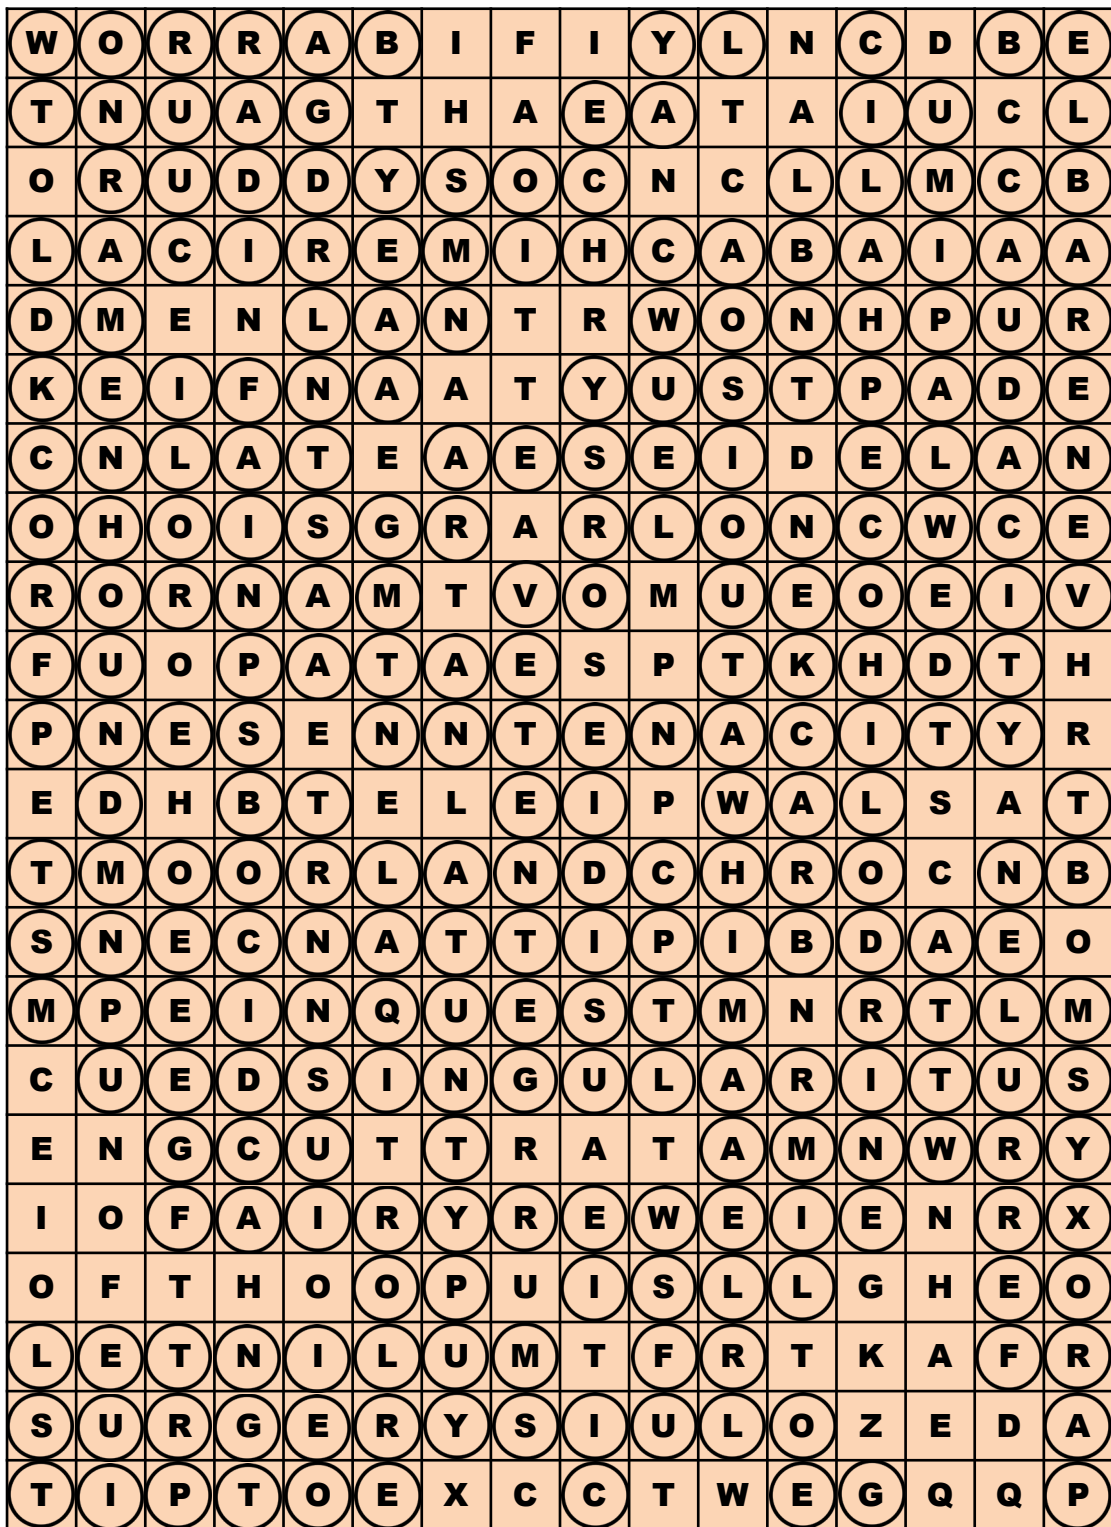 W O R R A B I F I Y L N C D B E
T N U A G T H A E A T A I U C L
O R U D D Y S O C N C L L M C B
L A C I R E M I H C A B A I A A
D M E N L A N T R W O N H P U R
K E I F N A A T Y U S T P A D E
C N L A T E A E S E I D E L A N
O H O I S G R A R L O N C W C E
R O R N A M T V O M U E O E I V
F U O P A T A E S P T K H D T H
P N E S E N N T E N A C I T Y R
E D H B T E L E I P W A L S A T
T M O O R L A N D C H R O C N B
S N E C N A T T I P I B D A E O
M P E I N Q U E S T M N R T L M
C U E D S I N G U L A R I T U S
E N G C U T T R A T A M N W R Y
I O F A I R Y R E W E I E N R X
O F T H O O P U I S L L G H E O
L E T N I L U M T F R T K A F R
S U R G E R Y S I U L O Z E D A
T I P T O E X C C T W E G Q Q P